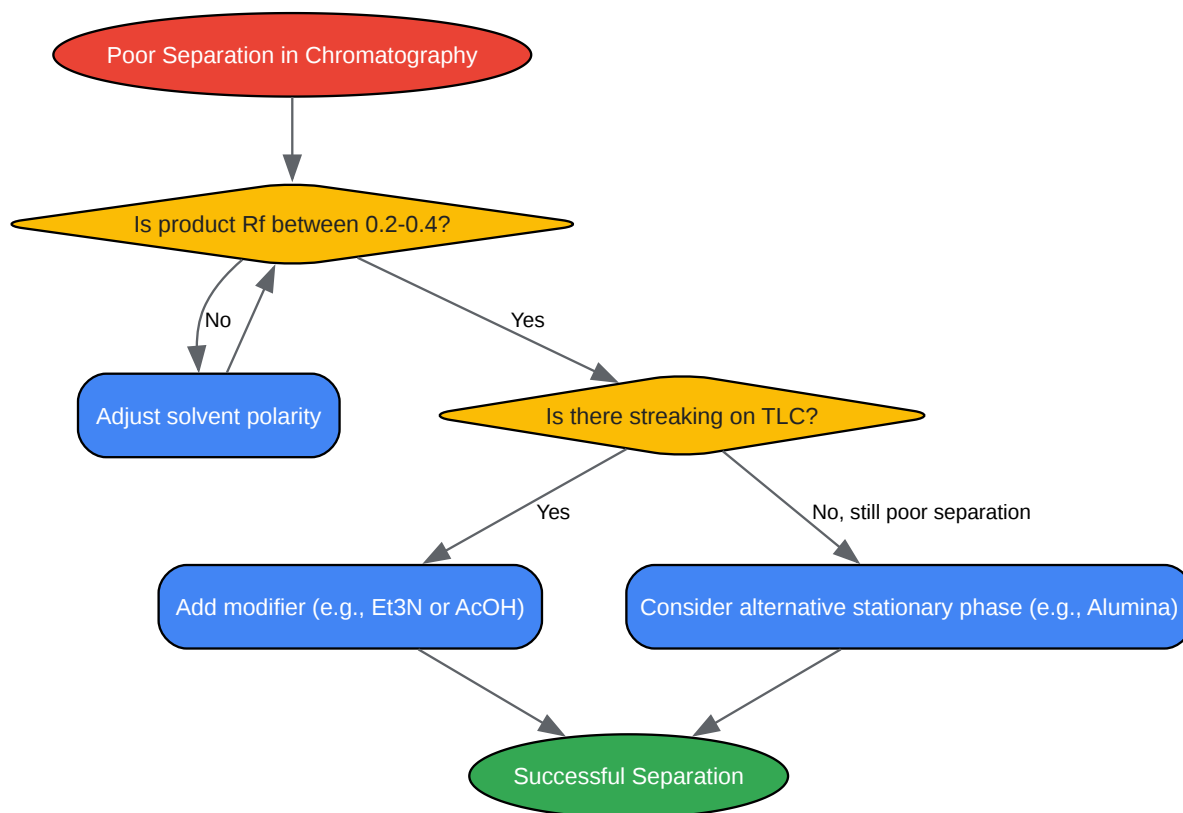 Poor Separation in Chromatography
Is product Rf between 0.2-0.4?
No
Yes
Adjust solvent polarity
Is there streaking on TLC?
Yes
No, still poor separation
Add modifier (e.g., Et3N or AcOH)
Consider alternative stationary phase (e.g., Alumina)
Successful Separation